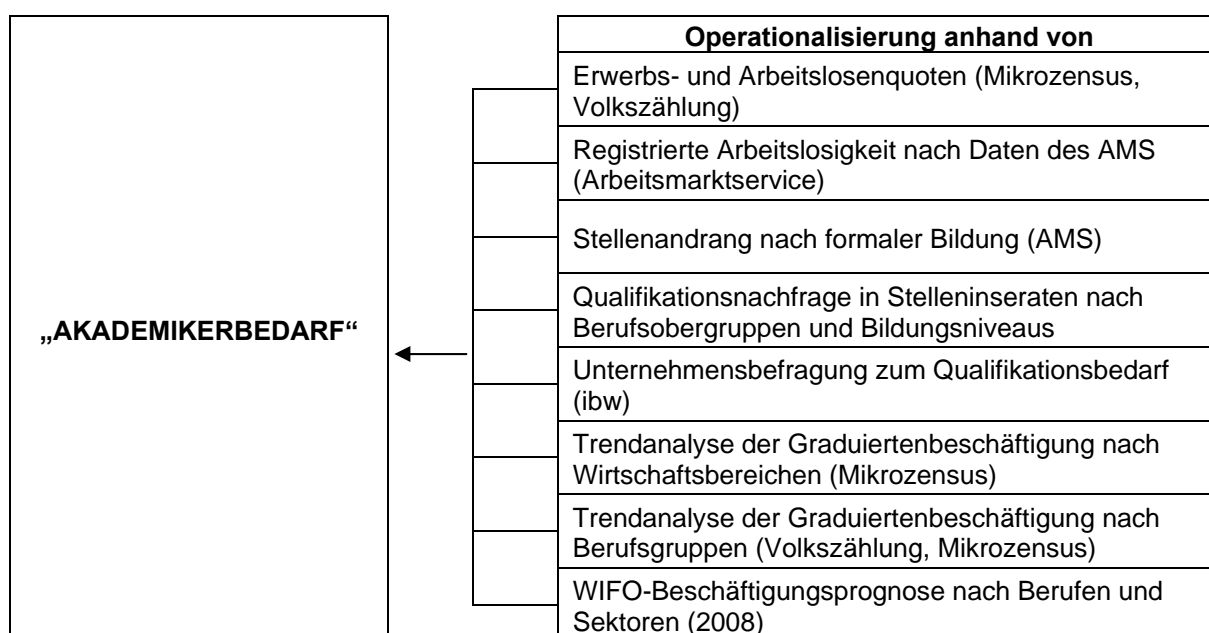 „AKADEMIKERBEDARF“
Operationalisierung anhand von
Erwerbs- und Arbeitslosenquoten (Mikrozensus,
Volkszählung)
Registrierte Arbeitslosigkeit nach Daten des AMS
(Arbeitsmarktservice)
Stellenandrang nach formaler Bildung (AMS)
Qualifikationsnachfrage in Stelleninseraten nach
Berufsobergruppen und Bildungsniveaus
Unternehmensbefragung zum Qualifikationsbedarf
(ibw)
Trendanalyse der Graduiertenbeschäftigung nach
Wirtschaftsbereichen (Mikrozensus)
Trendanalyse der Graduiertenbeschäftigung nach
Berufsgruppen (Volkszählung, Mikrozensus)
WIFO-Beschäftigungsprognose nach Berufen und
Sektoren (2008)